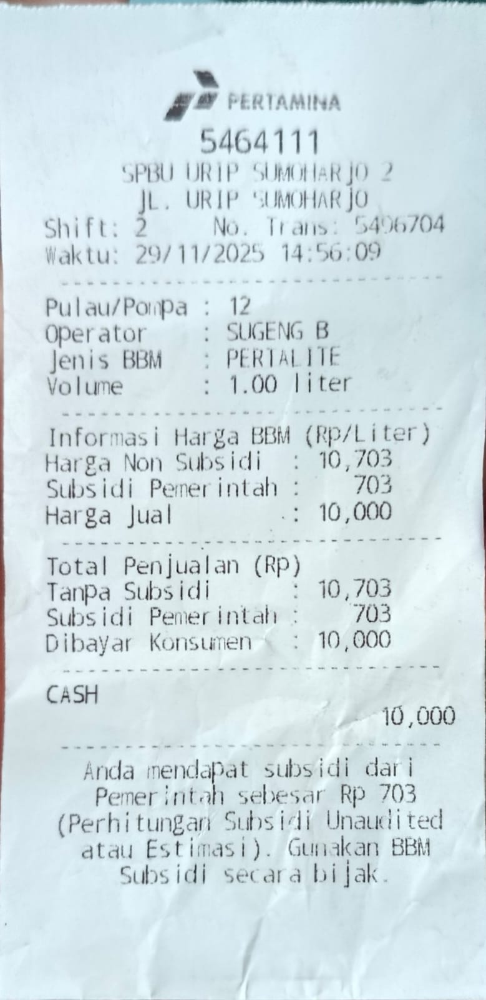 PERTAMINA
5464111
SPBU URIP SUMOHARJO 2
JL. URIP SUMOHARJO
Shift: 2 No. Trans: 5496704
Waktu: 29/11/2025 14:56:09
Pulau/Pompa : 12
Operator : SUGENG B
Jenis BBM : PERTALITE
Volume : 1.00 liter
Informasi Harga BBM (Rp/Liter)
Harga Non Subsidi : 10,703
Subsidi Pemerintah : 703
Harga Jual : 10,000
Total Penjualan (Rp)
Tanpa Subsidi : 10,703
Subsidi Pemerintah : 703
Dibayar Konsumen : 10,000
CASH
10,000
Anda mendapat subsidi dari
Pemerintah sebesar Rp 703
(Perhitungan Subsidi Unaudited
atau Estimasi). Gunakan BBM
Subsidi secara bijak.